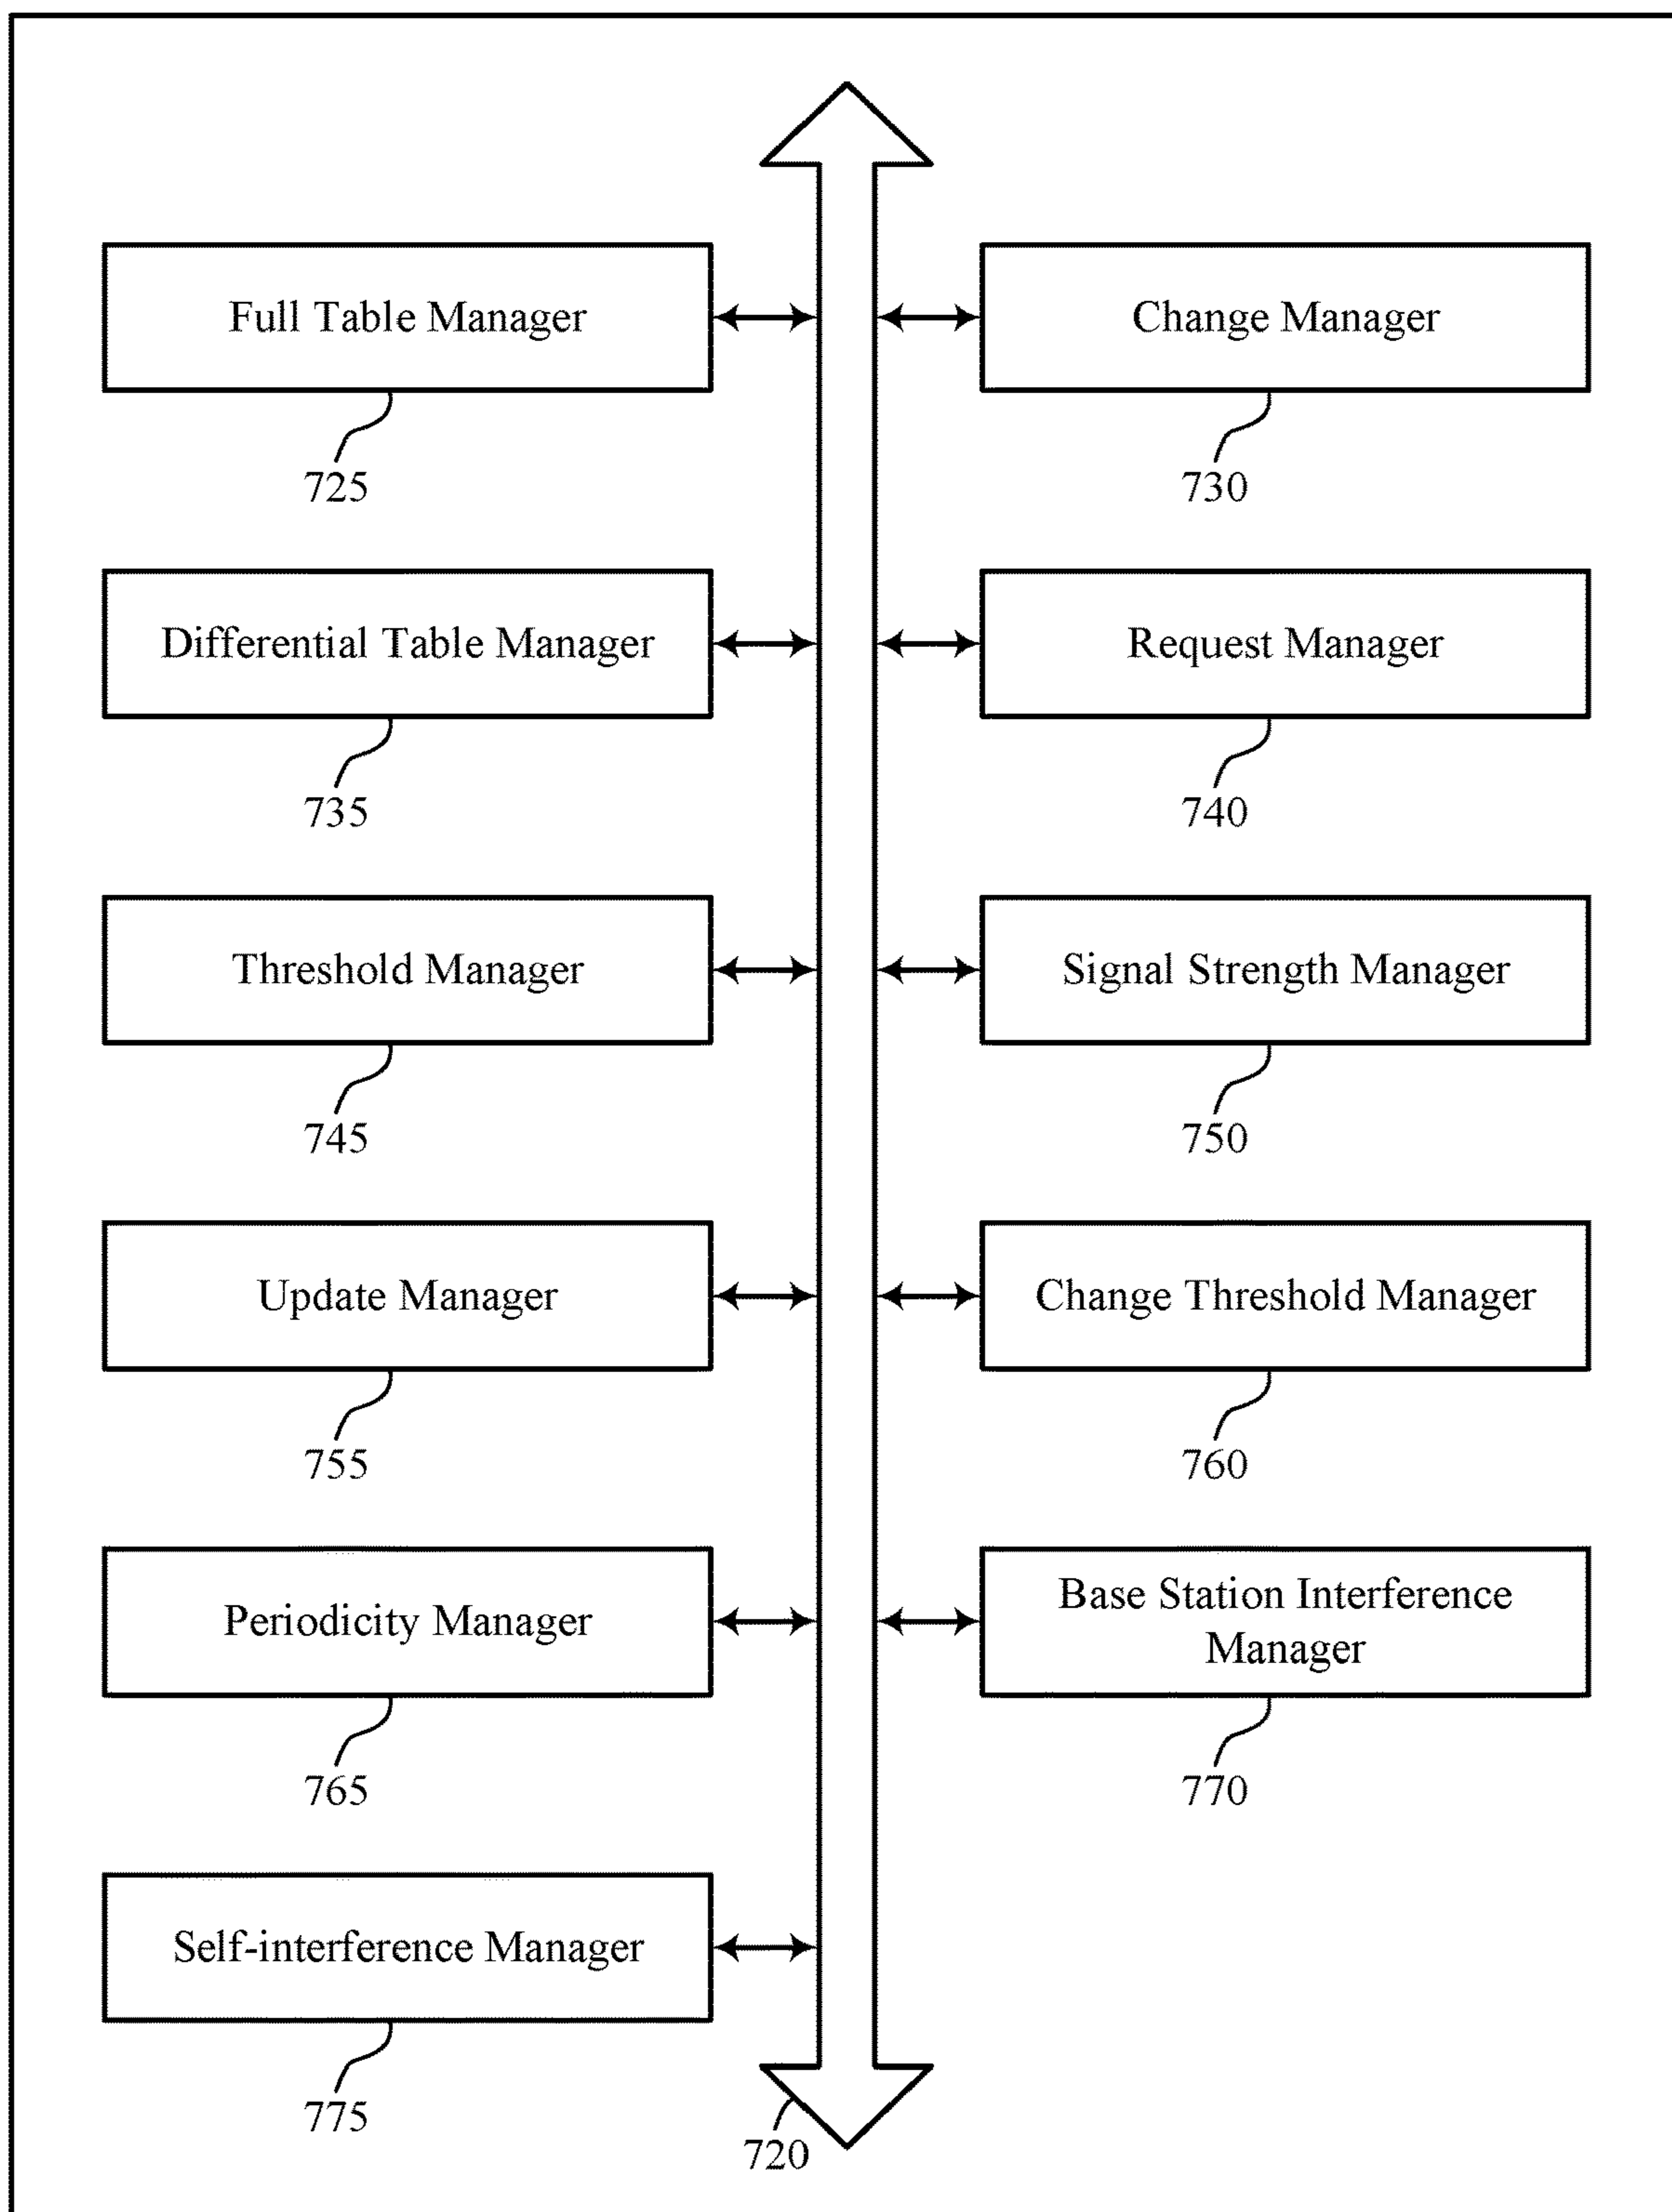 Full Table Manager
Change Manager
725
730
Differential Table Manager
Request Manager
735
740
Threshold Manager
Signal Strength Manager
745
750
Update Manager
Change Threshold Manager
755
760
Periodicity Manager
Base Station Interference
Manager
765
770
Self-interference Manager
775
720